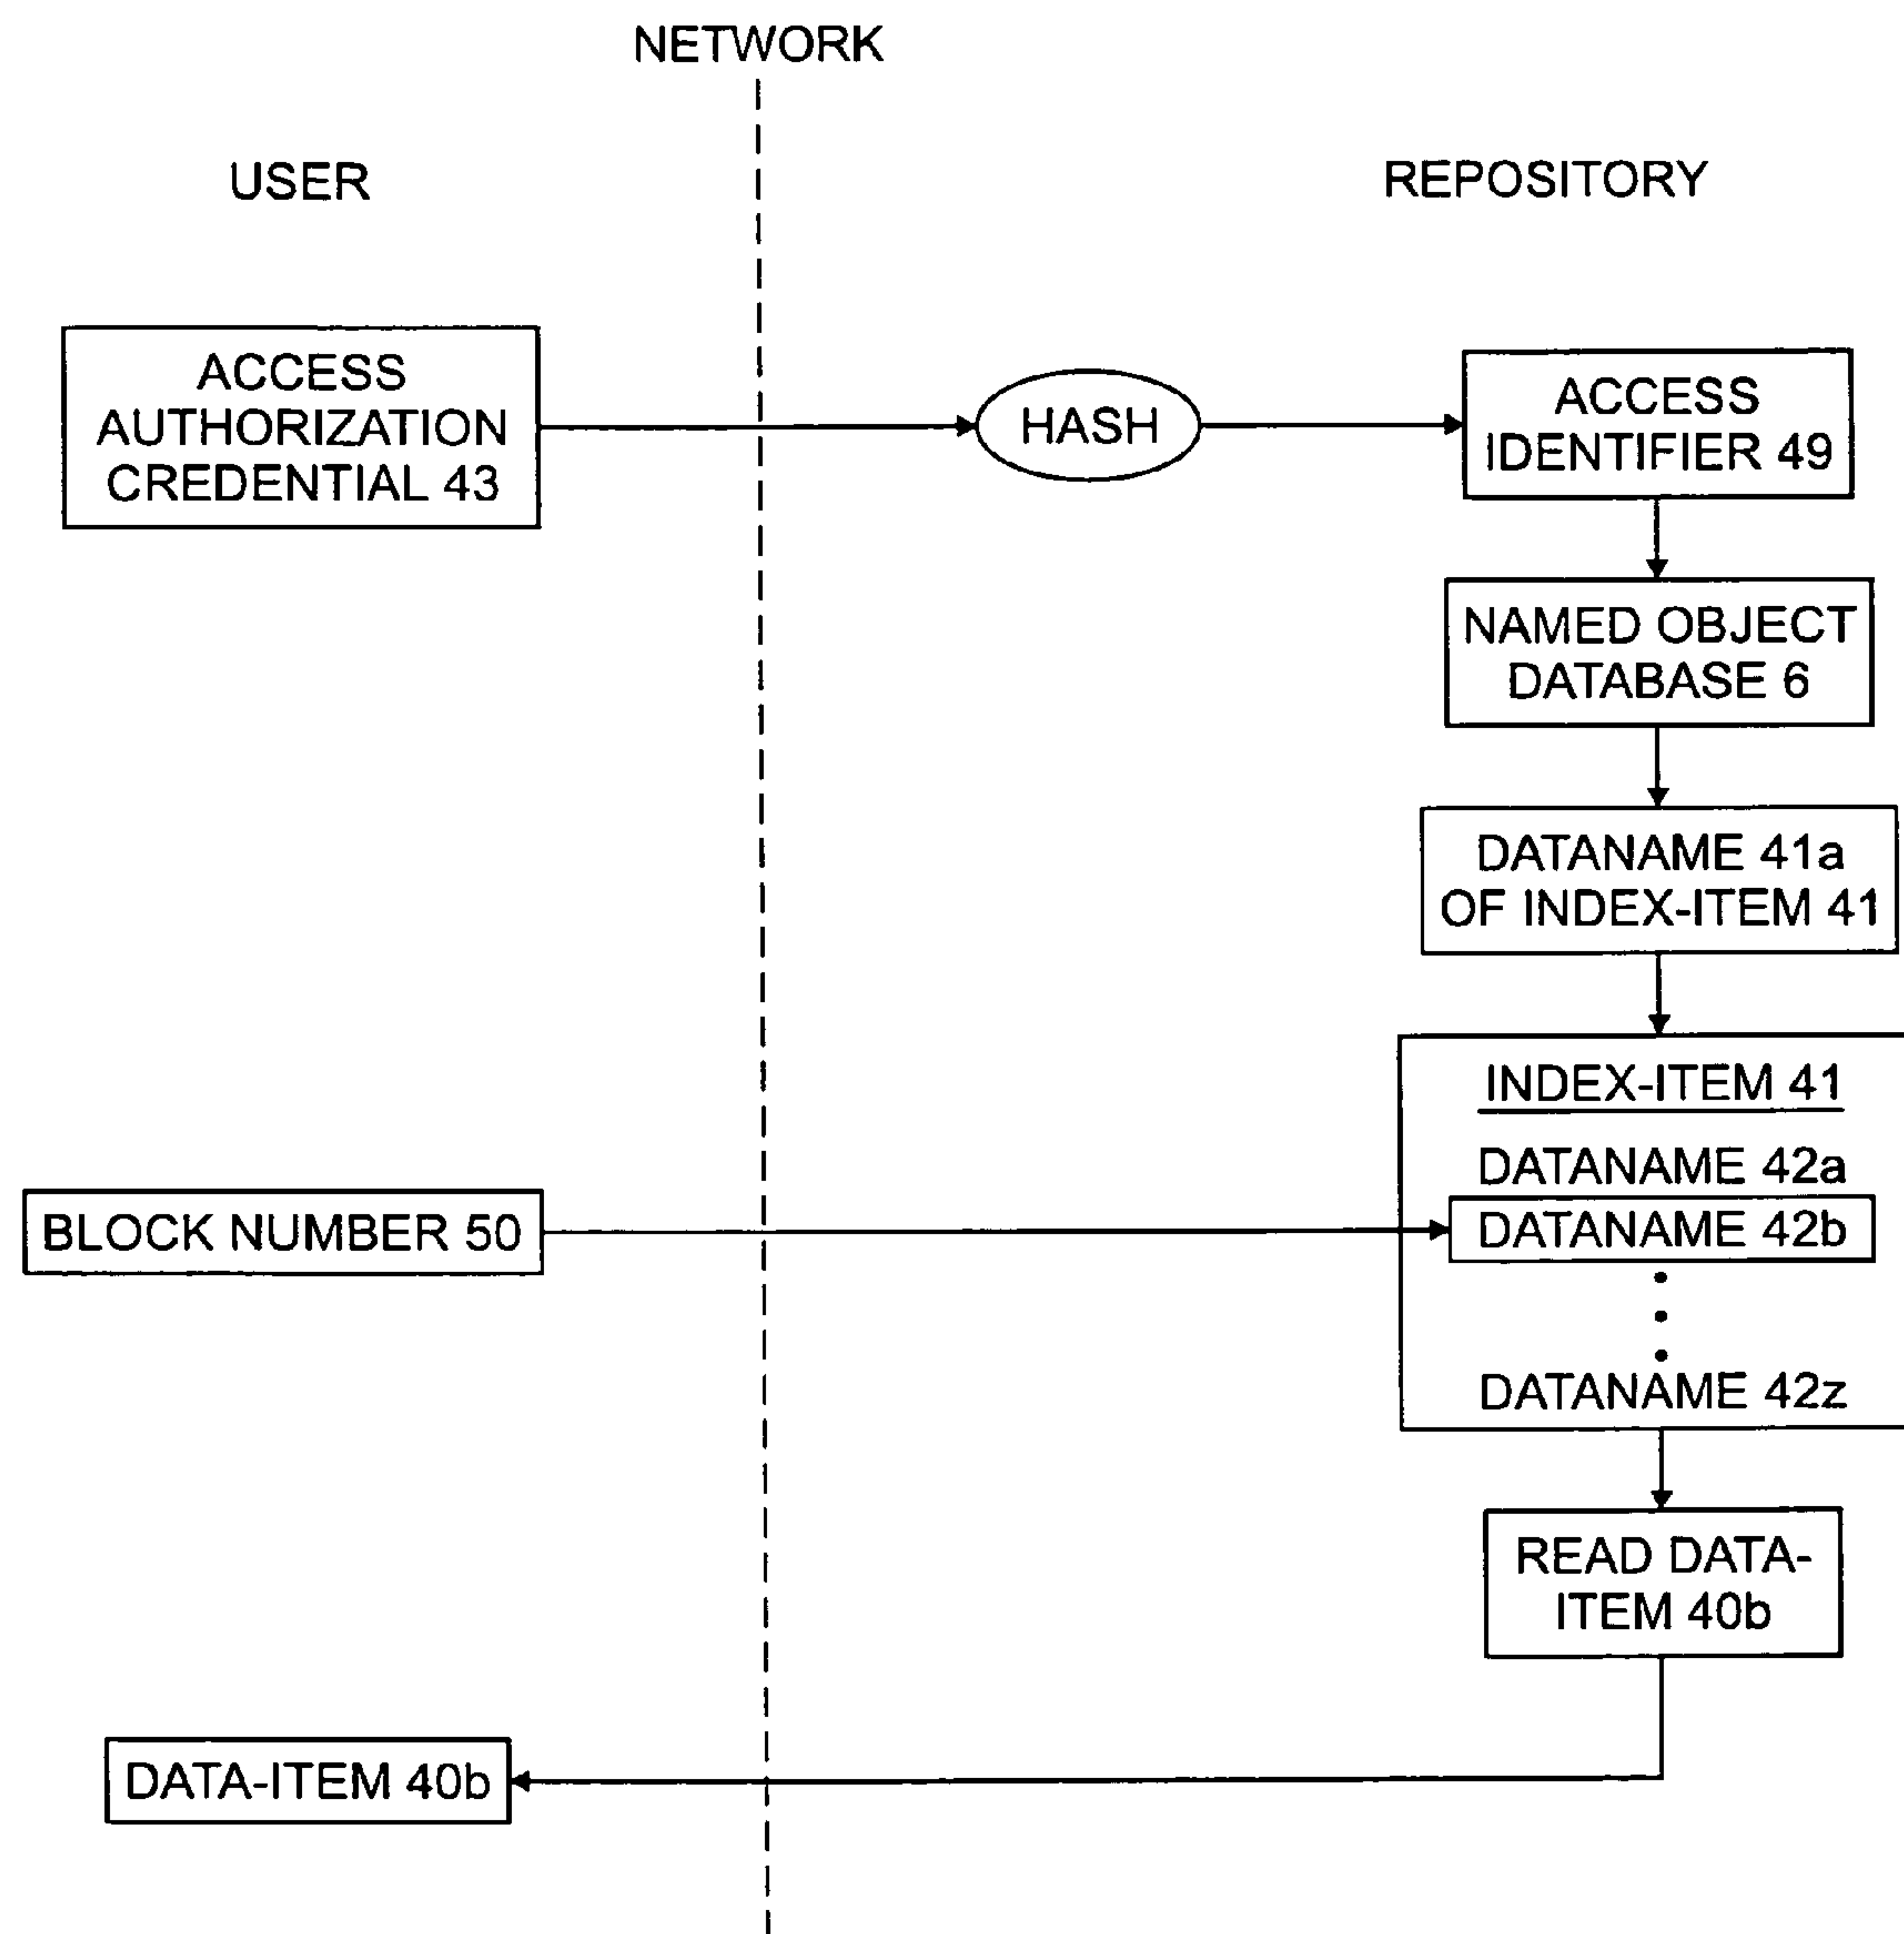 NETWORK
USER
REPOSITORY
ACCESS
AUTHORIZATION
CREDENTIAL 43
HASH
ACCESS
IDENTIFIER 49
NAMED OBJECT
DATABASE 6
DATANAME 41a
OF INDEX-ITEM 41
INDEX-ITEM 41
DATANAME 42a
BLOCK NUMBER 50
DATANAME 42b
DATANAME 42z
READ DATA-
ITEM 40b
DATA-ITEM 40b